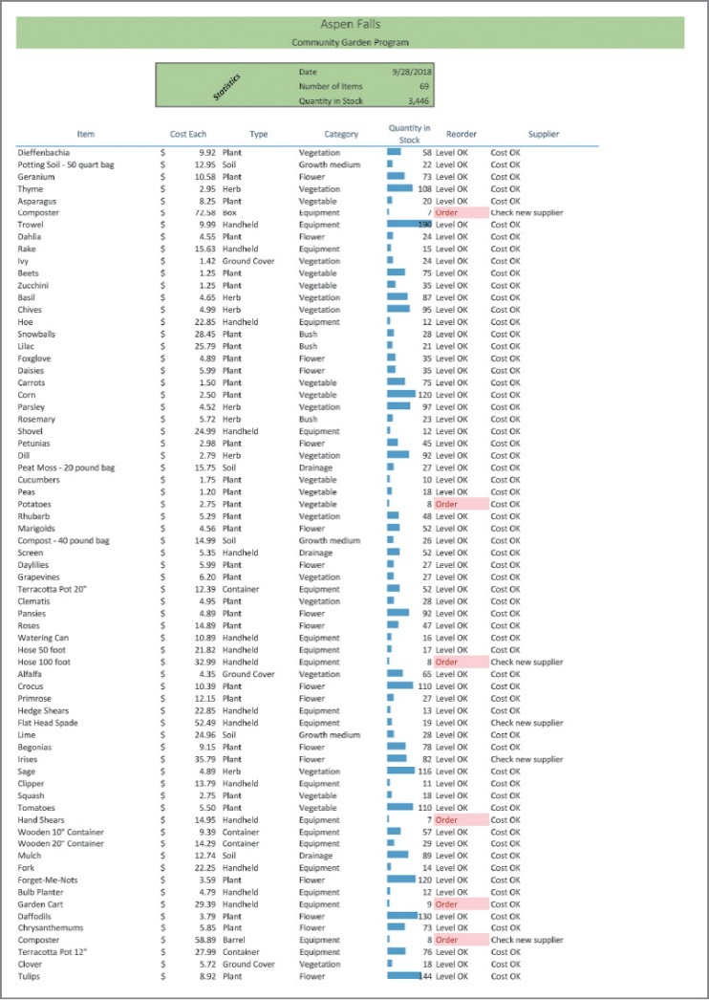 Aspen Falls
Community Garden Program
Statistics
Date 9/28/2018
Number of Items 69
Quantity in Stock 3,446
Item Cost Each Type Category Quantity in Stock Reorder Supplier
Dieffenbachia $ 9.92 Plant Vegetation 58 Level OK Cost OK
Potting Soil - 50 quart bag $ 12.95 Soil Growth medium 22 Level OK Cost OK
Geranium $ 10.58 Plant Flower 73 Level OK Cost OK
Thyme $ 2.95 Herb Vegetation 108 Level OK Cost OK
Asparagus $ 8.25 Plant Vegetable 20 Level OK Cost OK
Composter $ 72.58 Box Equipment 7 Order Check new supplier
Trowel $ 9.99 Handheld Equipment 190 Level OK Cost OK
Dahlia $ 4.55 Plant Flower 24 Level OK Cost OK
Rake $ 15.63 Handheld Equipment 15 Level OK Cost OK
Ivy $ 1.42 Ground Cover Vegetation 24 Level OK Cost OK
Beets $ 1.25 Plant Vegetable 75 Level OK Cost OK
Zucchini $ 1.25 Plant Vegetable 35 Level OK Cost OK
Basil $ 4.65 Herb Vegetation 87 Level OK Cost OK
Chives $ 4.99 Herb Vegetation 95 Level OK Cost OK
Hoe $ 22.85 Handheld Equipment 12 Level OK Cost OK
Snowballs $ 28.45 Plant Bush 28 Level OK Cost OK
Lilac $ 25.79 Plant Bush 21 Level OK Cost OK
Foxglove $ 4.89 Plant Flower 35 Level OK Cost OK
Daisies $ 5.99 Plant Flower 35 Level OK Cost OK
Carrots $ 1.50 Plant Vegetable 75 Level OK Cost OK
Corn $ 2.50 Plant Vegetable 120 Level OK Cost OK
Parsley $ 4.52 Herb Vegetation 97 Level OK Cost OK
Rosemary $ 5.72 Herb Bush 23 Level OK Cost OK
Shovel $ 24.99 Handheld Equipment 12 Level OK Cost OK
Petunias $ 2.98 Plant Flower 45 Level OK Cost OK
Dill $ 2.79 Herb Vegetation 92 Level OK Cost OK
Peat Moss - 20 pound bag $ 15.75 Soil Drainage 27 Level OK Cost OK
Cucumbers $ 1.75 Plant Vegetable 10 Level OK Cost OK
Peas $ 1.20 Plant Vegetable 18 Level OK Cost OK
Potatoes $ 2.75 Plant Vegetable 8 Order Cost OK
Rhubarb $ 5.29 Plant Vegetation 48 Level OK Cost OK
Marigolds $ 4.56 Plant Flower 52 Level OK Cost OK
Compost - 40 pound bag $ 14.99 Soil Growth medium 26 Level OK Cost OK
Screen $ 5.35 Handheld Drainage 52 Level OK Cost OK
Daylilies $ 5.99 Plant Flower 27 Level OK Cost OK
Grapevines $ 6.20 Plant Vegetation 27 Level OK Cost OK
Terracotta Pot 20" $ 12.39 Container Equipment 52 Level OK Cost OK
Clematis $ 4.95 Plant Vegetation 28 Level OK Cost OK
Pansies $ 4.89 Plant Flower 92 Level OK Cost OK
Roses $ 14.89 Plant Flower 47 Level OK Cost OK
Watering Can $ 10.89 Handheld Equipment 16 Level OK Cost OK
Hose 50 foot $ 21.82 Handheld Equipment 17 Level OK Cost OK
Hose 100 foot $ 32.99 Handheld Equipment 8 Order Check new supplier
Alfalfa $ 4.35 Ground Cover Vegetation 65 Level OK Cost OK
Crocus $ 10.39 Plant Flower 110 Level OK Cost OK
Primrose $ 12.15 Plant Flower 27 Level OK Cost OK
Hedge Shears $ 22.85 Handheld Equipment 13 Level OK Cost OK
Flat Head Spade $ 52.49 Handheld Equipment 19 Level OK Check new supplier
Lime $ 24.96 Soil Growth medium 28 Level OK Cost OK
Begonias $ 9.15 Plant Flower 78 Level OK Cost OK
Irises $ 35.79 Plant Flower 82 Level OK Check new supplier
Sage $ 4.89 Herb Vegetation 116 Level OK Cost OK
Clipper $ 13.79 Handheld Equipment 11 Level OK Cost OK
Squash $ 2.75 Plant Vegetable 18 Level OK Cost OK
Tomatoes $ 5.50 Plant Vegetable 110 Level OK Cost OK
Hand Shears $ 14.95 Handheld Equipment 7 Order Cost OK
Wooden 10" Container $ 9.39 Container Equipment 57 Level OK Cost OK
Wooden 20" Container $ 14.29 Container Equipment 29 Level OK Cost OK
Mulch $ 12.74 Soil Drainage 89 Level OK Cost OK
Fork $ 22.25 Handheld Equipment 14 Level OK Cost OK
Forget-Me-Nots $ 3.59 Plant Flower 120 Level OK Cost OK
Bulb Planter $ 4.79 Handheld Equipment 12 Level OK Cost OK
Garden Cart $ 29.39 Handheld Equipment 9 Order Cost OK
Daffodils $ 3.79 Plant Flower 130 Level OK Cost OK
Chrysanthemums $ 5.85 Plant Flower 73 Level OK Cost OK
Composter $ 58.89 Barrel Equipment 8 Order Check new supplier
Terracotta Pot 12" $ 27.99 Container Equipment 76 Level OK Cost OK
Clover $ 5.72 Ground Cover Vegetation 18 Level OK Cost OK
Tulips $ 8.92 Plant Flower 144 Level OK Cost OK